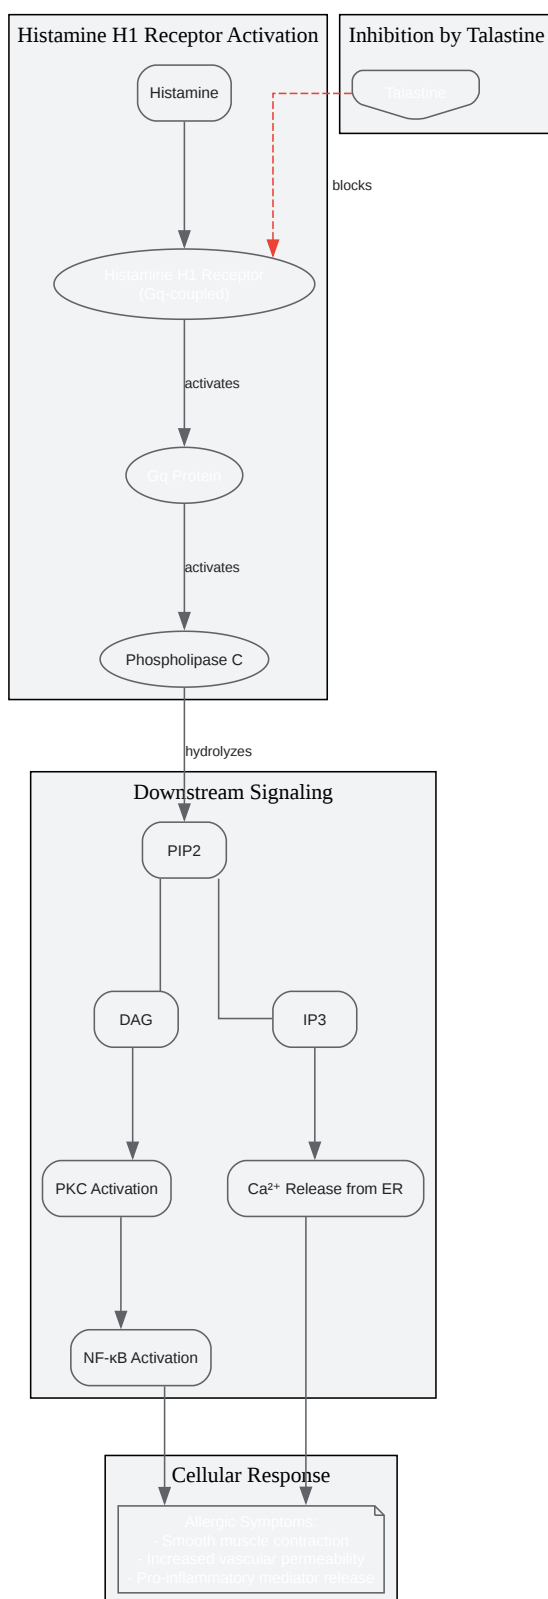 Histamine H1 Receptor Activation
Inhibition by Talastine
Histamine
Talastine
blocks
Histamine H1 Receptor
(Gq-coupled)
activates
Gq Protein
activates
Phospholipase C
hydrolyzes
Downstream Signaling
PIP2
DAG
IP3
PKC Activation
Ca²⁺ Release from ER
NF-κB Activation
Cellular Response
Allergic Symptoms:
- Smooth muscle contraction
- Increased vascular permeability
- Pro-inflammatory mediator release